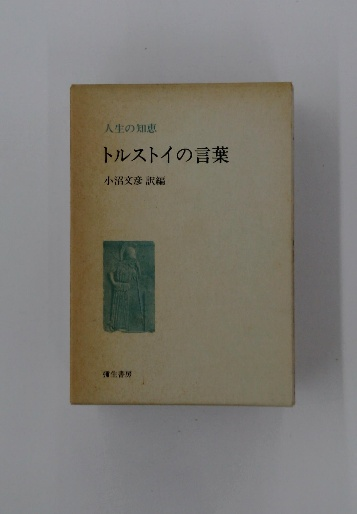 人生の知恵
トルストイの言葉
小沼文彦 訳編
彌生書房